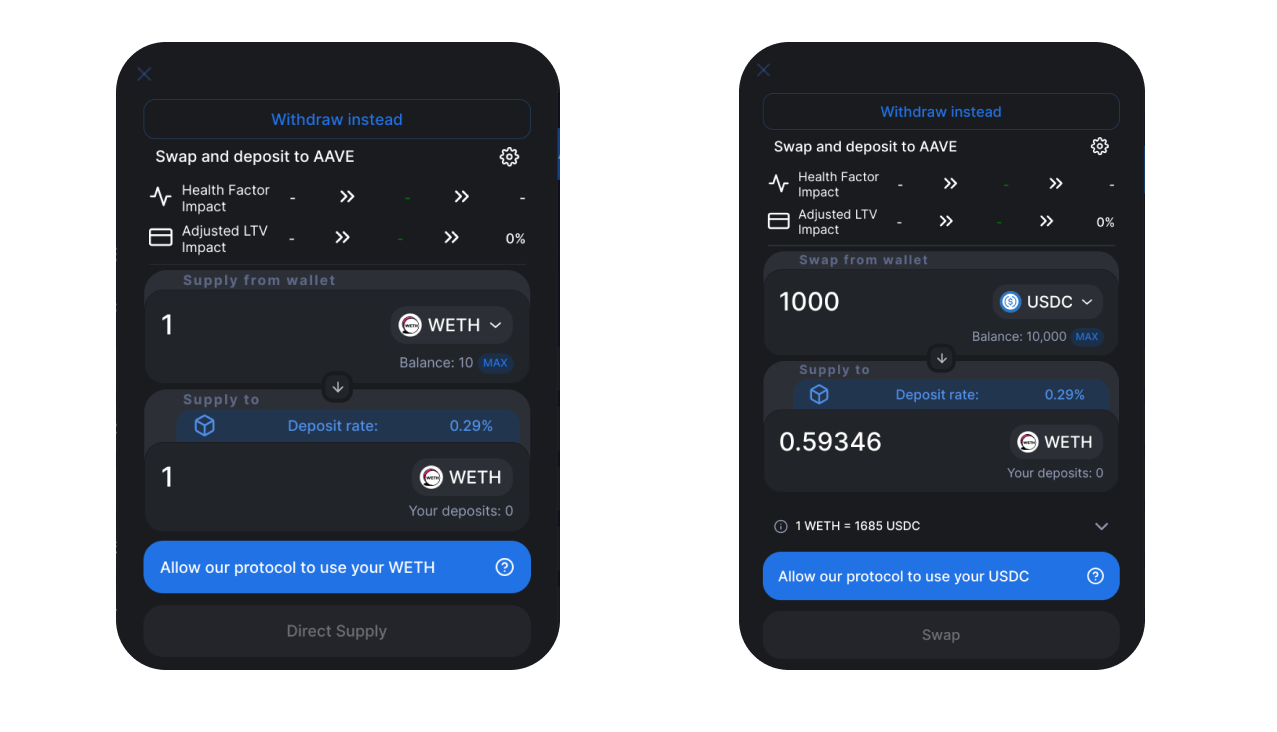 Withdraw instead
Swap and deposit to AAVE
Health Factor
Impact
-
-
-
Adjusted LTV
Impact
-
-
0%
Supply from wallet
1
WETH
WETH
Balance: 10 MAX
Supply to
Deposit rate: 0.29%
1
WETH
WETH
Your deposits: 0
Allow our protocol to use your WETH ?
Direct Supply
Withdraw instead
Swap and deposit to AAVE
Health Factor
Impact
-
-
-
Adjusted LTV
Impact
-
-
0%
Swap from wallet
1000
USDC
Balance: 10,000 MAX
Supply to
Deposit rate: 0.29%
0.59346
WETH
WETH
Your deposits: 0
1 WETH = 1685 USDC
Allow our protocol to use your USDC ?
Swap